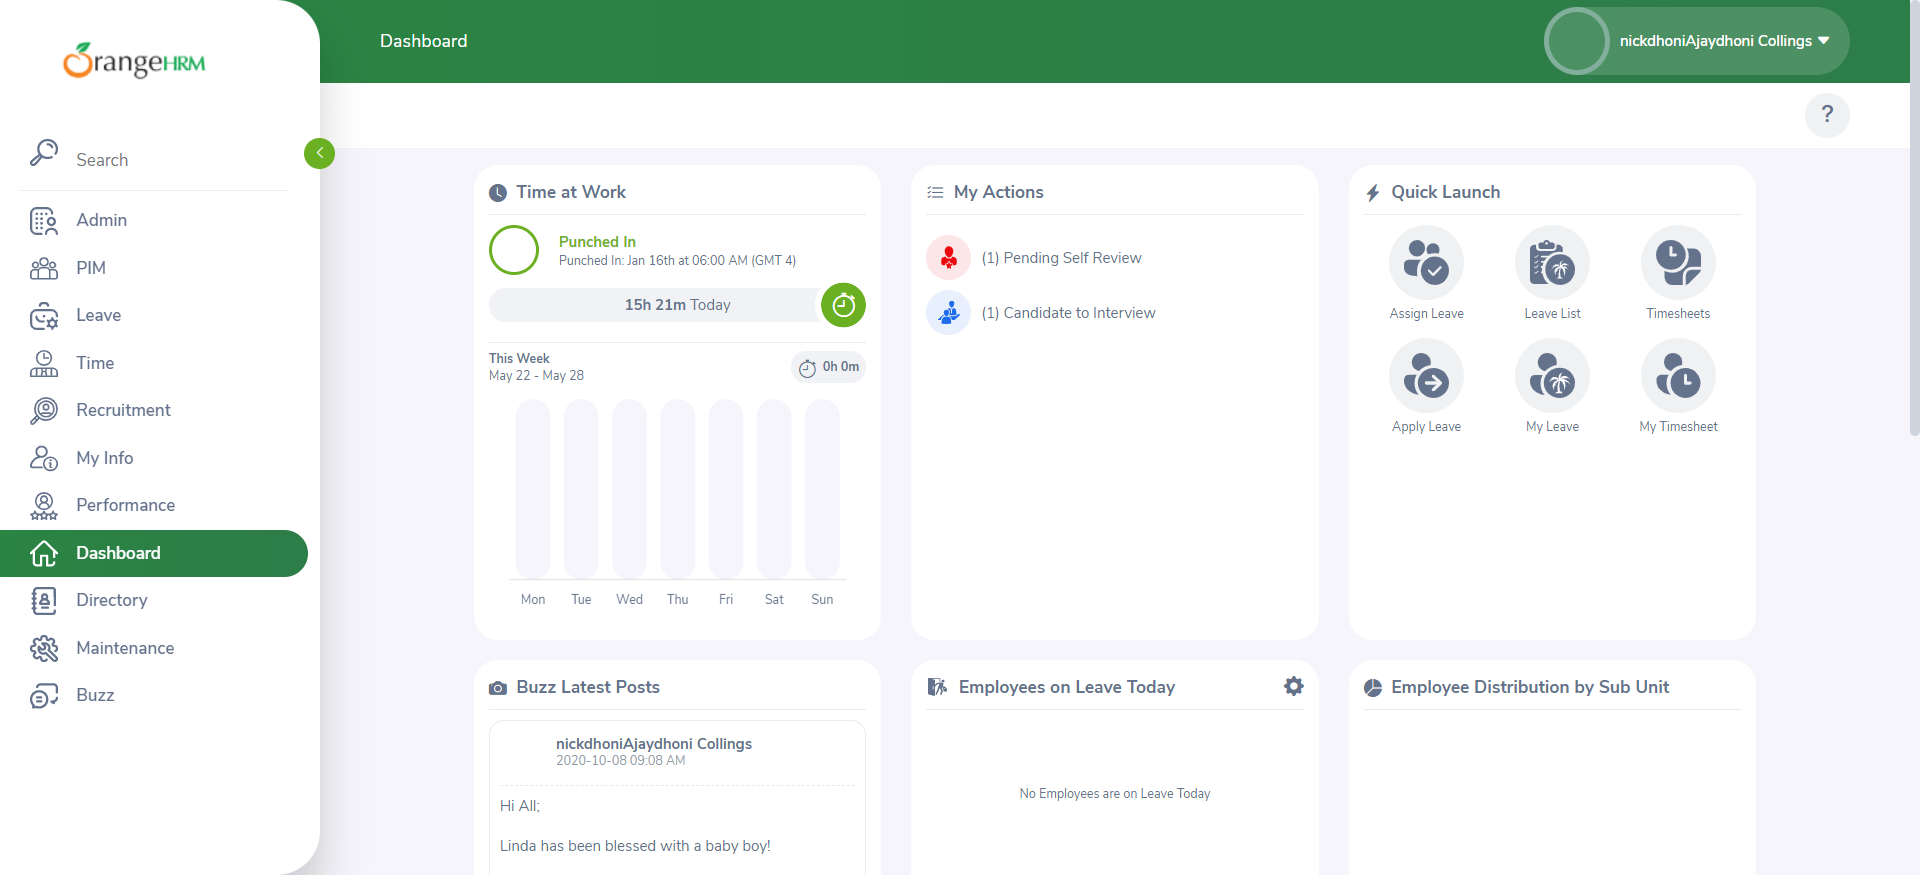 OrangeHRM
Dashboard
nickdhoniAjaydhoni Collings
?
Search
Admin
PIM
Leave
Time
Recruitment
My Info
Performance
Dashboard
Directory
Maintenance
Buzz
Time at Work
Punched In
Punched In: Jan 16th at 06:00 AM (GMT 4)
15h 21m Today
This Week
May 22 - May 28
0h 0m
Mon Tue Wed Thu Fri Sat Sun
My Actions
(1) Pending Self Review
(1) Candidate to Interview
Quick Launch
Assign Leave
Leave List
Timesheets
Apply Leave
My Leave
My Timesheet
Buzz Latest Posts
nickdhoniAjaydhoni Collings
2020-10-08 09:08 AM
Hi All;
Linda has been blessed with a baby boy!
Employees on Leave Today
No Employees are on Leave Today
Employee Distribution by Sub Unit